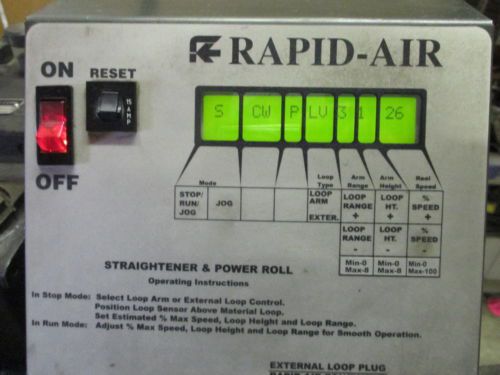 RAPID-AIR
ON
RESET
15 AMP
OFF
S CW P LV 3 1 26
Mode
Loop Type
Arm Range
Arm Height
Reel Speed
STOP/ RUN/ JOG
JOG
LOOP ARM - EXTER.
LOOP RANGE +
LOOP HT. +
% SPEED +
LOOP RANGE -
LOOP HT. -
% SPEED -
Min-0 Max-8
Min-0 Max-8
Min-0 Max-100
STRAIGHTENER & POWER ROLL
Operating Instructions
In Stop Mode: Select Loop Arm or External Loop Control.
Position Loop Sensor Above Material Loop.
Set Estimated % Max Speed, Loop Height and Loop Range.
In Run Mode: Adjust % Max Speed, Loop Height and Loop Range for Smooth Operation.
EXTERNAL LOOP PLUG